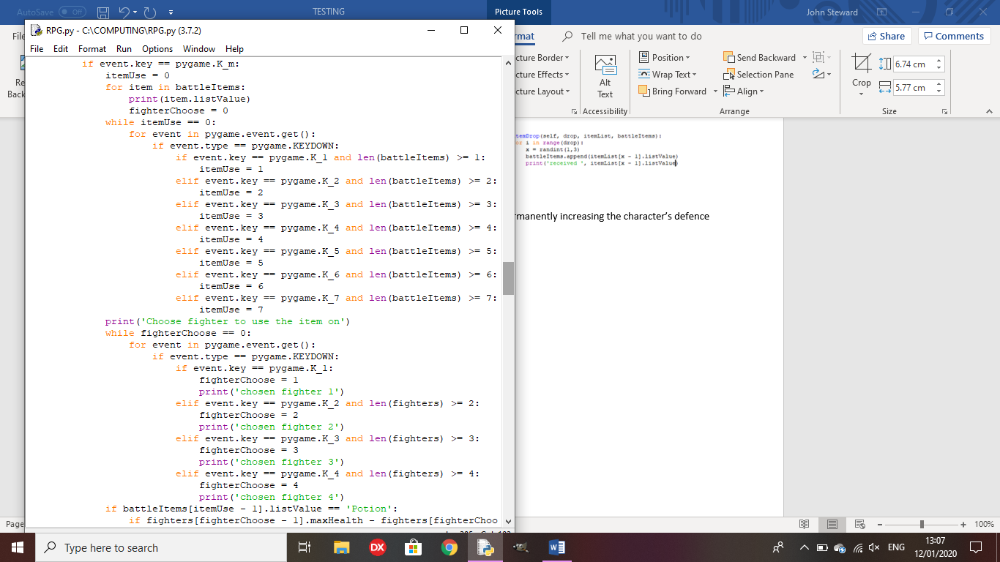 AutoSave Off TESTING Picture Tools John Steward
RPG.py - C:\COMPUTING\RPG.py (3.7.2)
File Edit Format Run Options Window Help
if event.key == pygame.K_m:
itemUse = 0
for item in battleItems:
print(item.listValue)
fighterChoose = 0
while itemUse == 0:
for event in pygame.event.get():
if event.type == pygame.KEYDOWN:
if event.key == pygame.K_1 and len(battleItems) >= 1:
itemUse = 1
elif event.key == pygame.K_2 and len(battleItems) >= 2:
itemUse = 2
elif event.key == pygame.K_3 and len(battleItems) >= 3:
itemUse = 3
elif event.key == pygame.K_4 and len(battleItems) >= 4:
itemUse = 4
elif event.key == pygame.K_5 and len(battleItems) >= 5:
itemUse = 5
elif event.key == pygame.K_6 and len(battleItems) >= 6:
itemUse = 6
elif event.key == pygame.K_7 and len(battleItems) >= 7:
itemUse = 7
print('Choose fighter to use the item on')
while fighterChoose == 0:
for event in pygame.event.get():
if event.type == pygame.KEYDOWN:
if event.key == pygame.K_1:
fighterChoose = 1
print('chosen fighter 1')
elif event.key == pygame.K_2 and len(fighters) >= 2:
fighterChoose = 2
print('chosen fighter 2')
elif event.key == pygame.K_3 and len(fighters) >= 3:
fighterChoose = 3
print('chosen fighter 3')
elif event.key == pygame.K_4 and len(fighters) >= 4:
fighterChoose = 4
print('chosen fighter 4')
if battleItems[itemUse - 1].listValue == 'Potion':
if fighters[fighterChoose - 1].maxHealth - fighters[fighterChoo
File
Re
Back
rmat Tell me what you want to do Share Comments
cture Border
cture Effects
cture Layout
Alt
Text
Accessibility
Position
Wrap Text
Bring Forward
Send Backward
Selection Pane
Align
Arrange
Crop
6.74 cm
5.77 cm
Size
temDrop(self, drop, itemList, battleItems):
or i in range(drop):
x = randint(1,3)
battleItems.append(itemList[x - 1].listValue)
print('received ', itemList[x - 1].listValue)
rmanently increasing the character’s defence
Page
100%
Type here to search
DX
ENG
13:07
12/01/2020